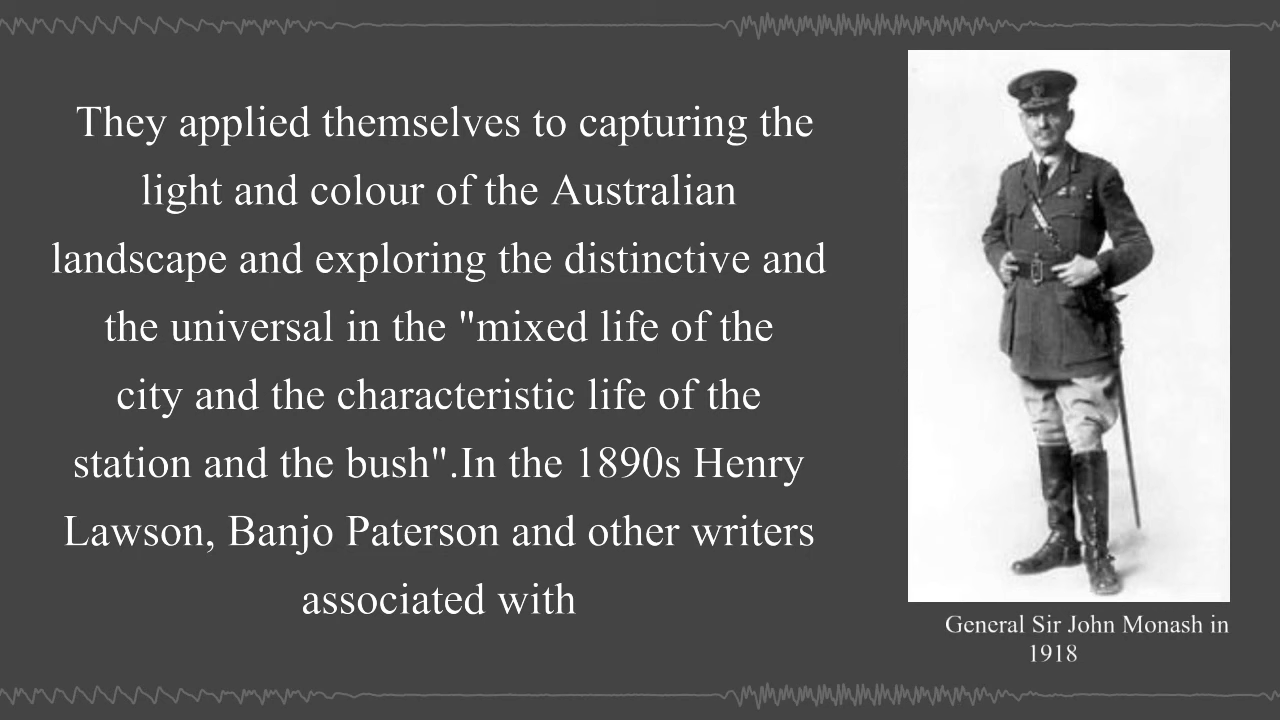 They applied themselves to capturing the
light and colour of the Australian
landscape and exploring the distinctive and
the universal in the "mixed life of the
city and the characteristic life of the
station and the bush".In the 1890s Henry
Lawson, Banjo Paterson and other writers
associated with
General Sir John Monash in
1918